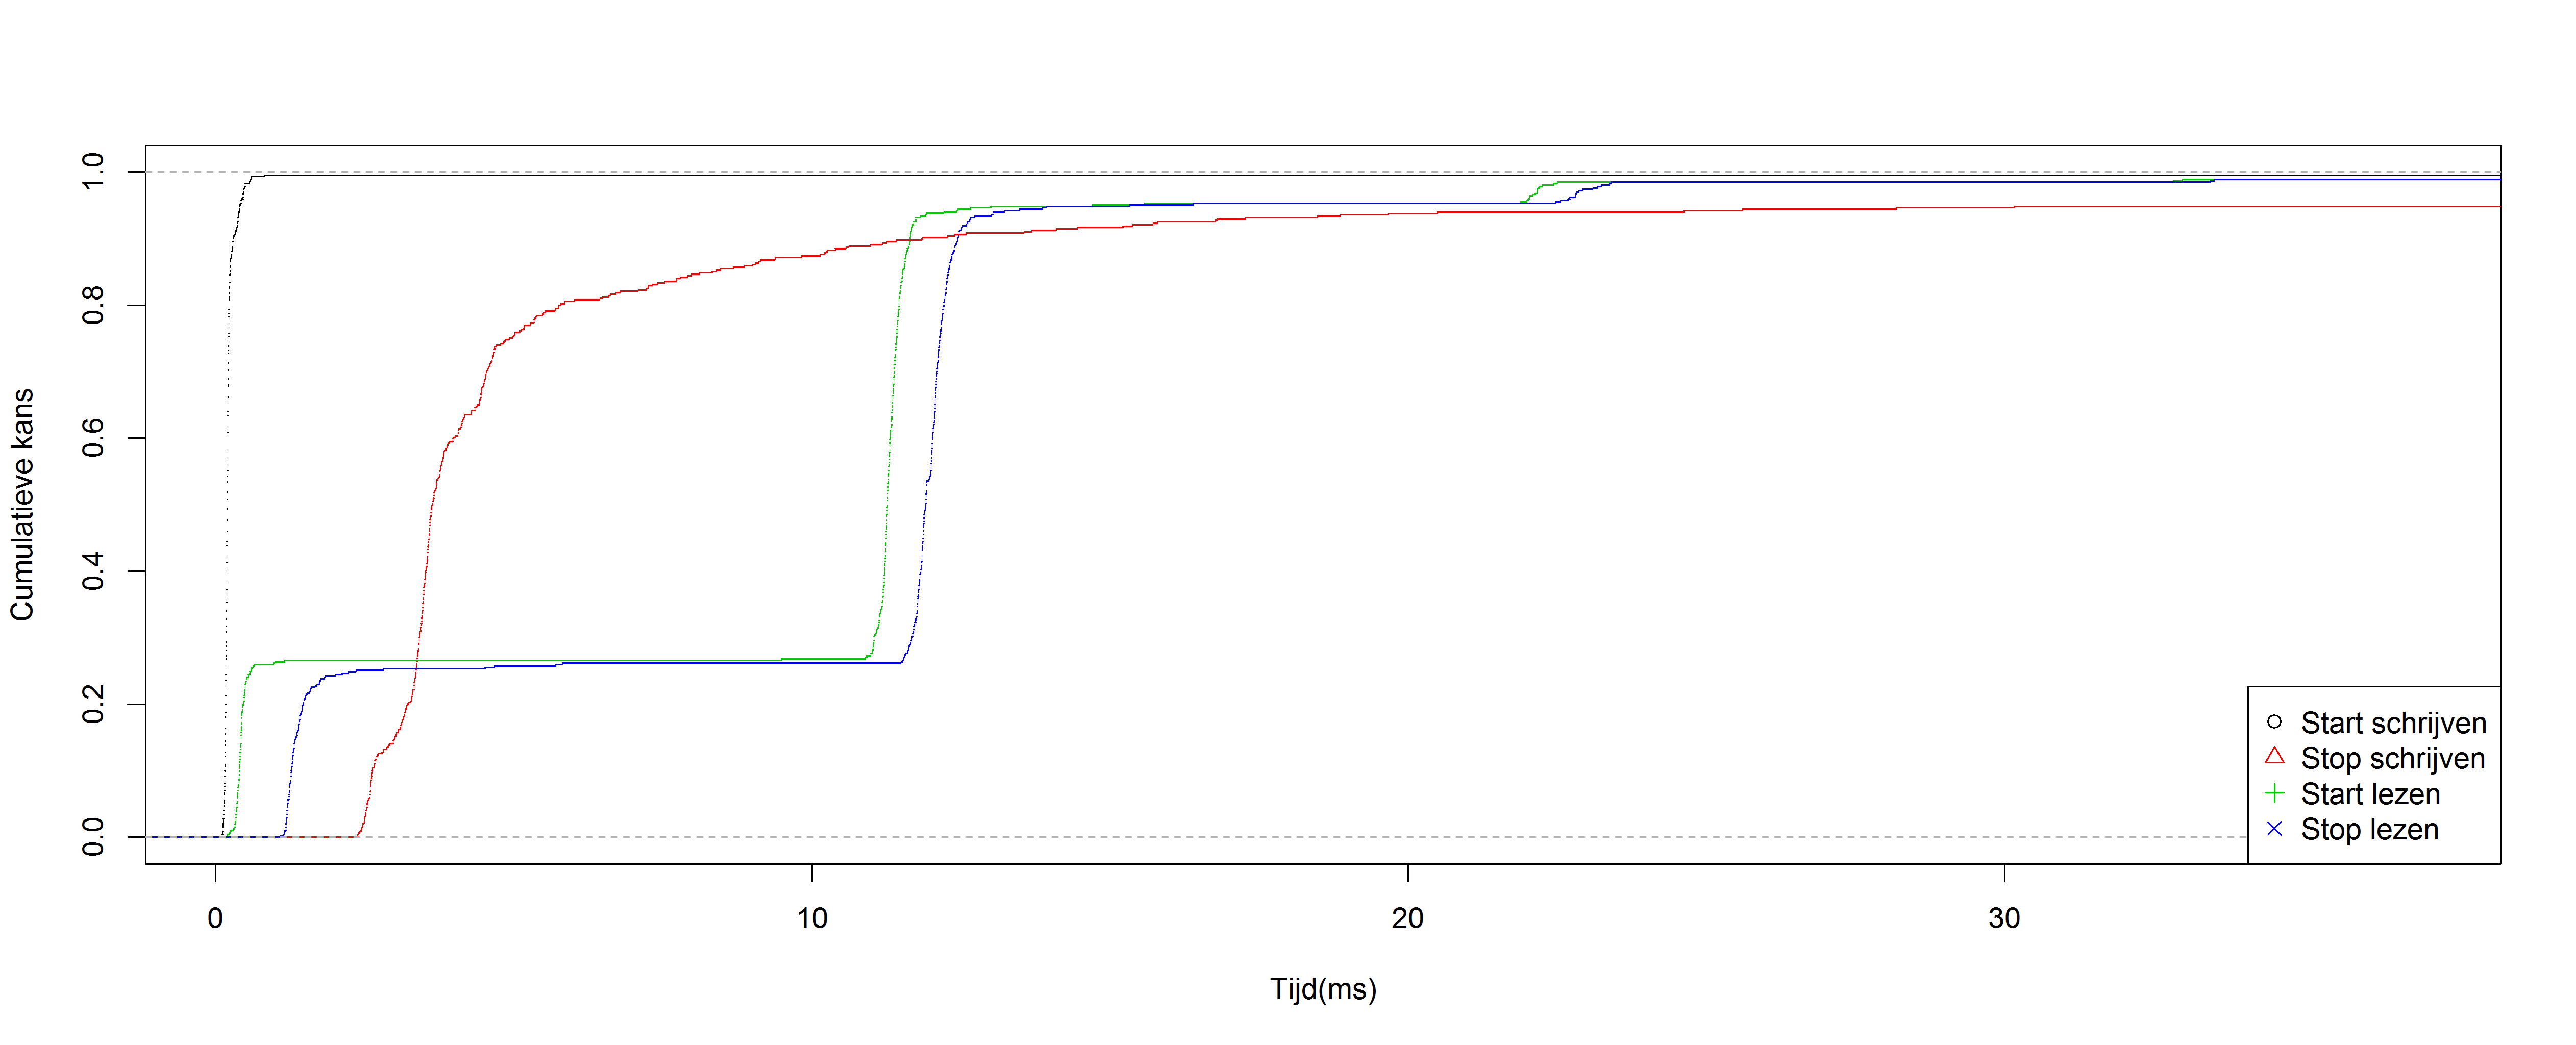 Cumulatieve kans
1.0
0.8
0.6
0.4
0.2
0.0
0 10 20 30
Tijd(ms)
Start schrijven
Stop schrijven
Start lezen
Stop lezen